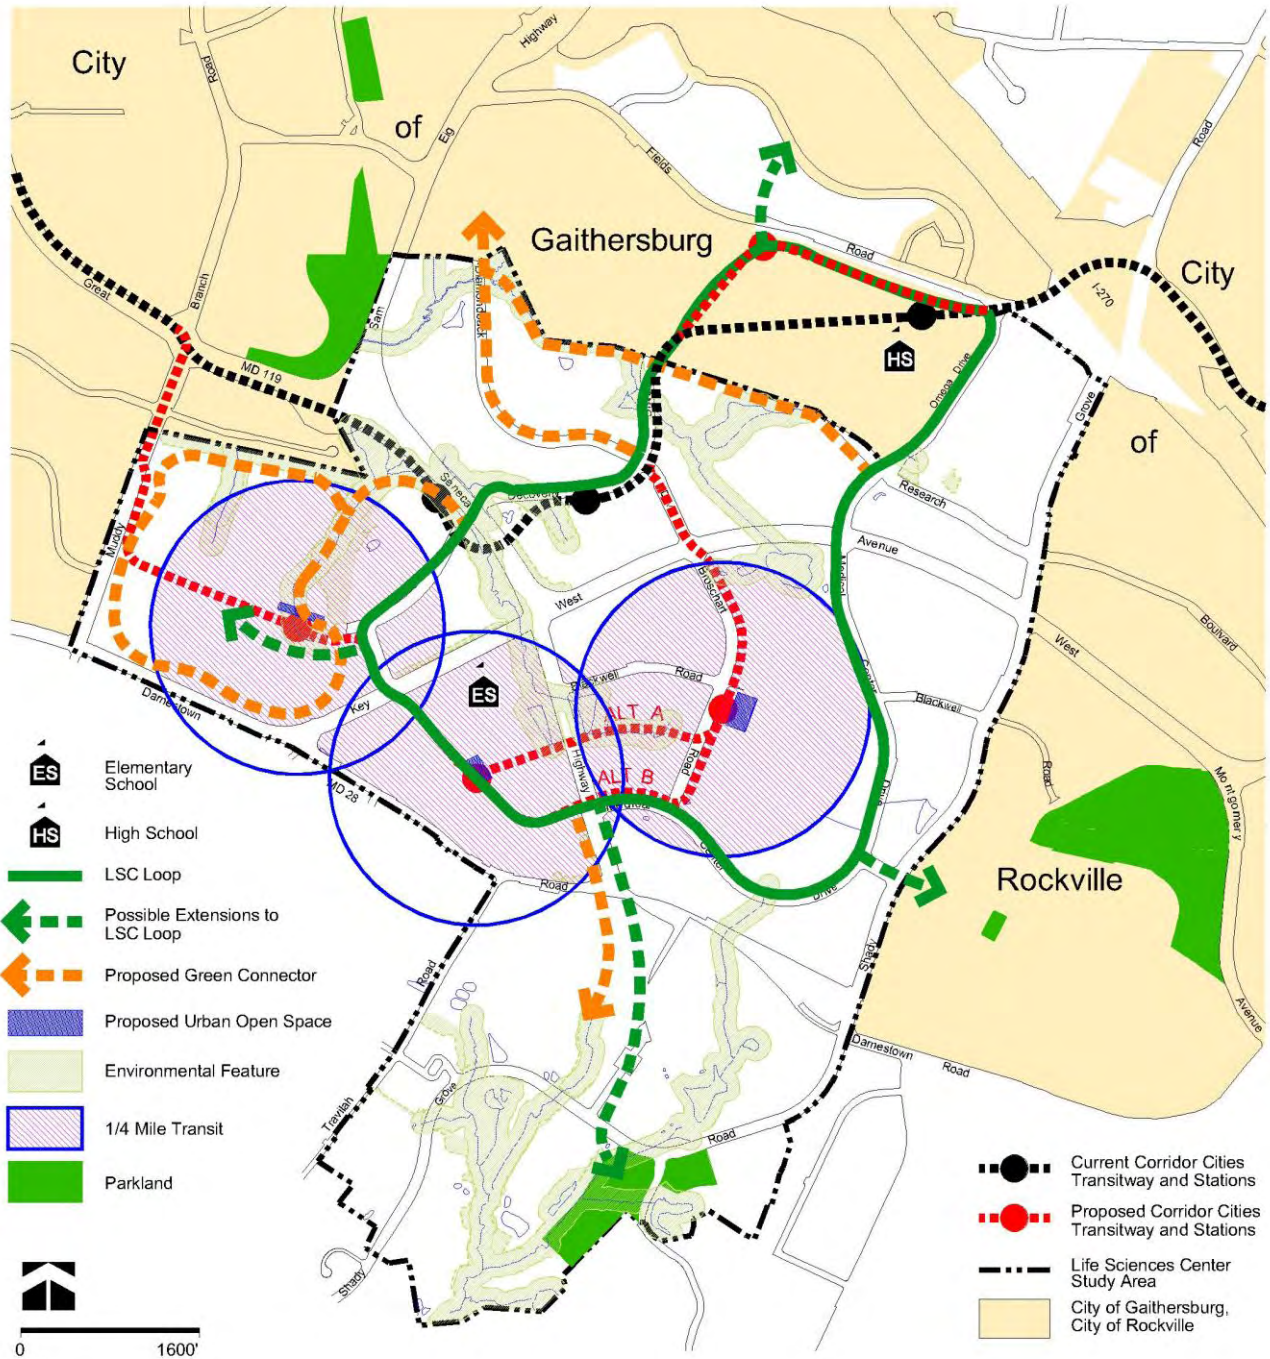 City
of
Gaithersburg
City
of
Rockville
Road
Highway
Eig
Fields
Road
Road
Great
Branch
Sam
MD 119
I-270
HS
Omega Drive
Grove
Diamondback
Seneca
Research
Avenue
Muddy
West
Broschart
Medical
Boulvard
West
Blackwell
Road
ES
Key
ALT A
Highway
Road
ALT B
Center
Blackwell
Road
Drive
Montgomery
Darnestown
MD 28
Road
Center
Drive
Shady
Road
Avenue
Darnestown
Road
Travilah
Grove
Road
Shady
ES
Elementary
School
HS
High School
LSC Loop
Possible Extensions to
LSC Loop
Proposed Green Connector
Proposed Urban Open Space
Environmental Feature
1/4 Mile Transit
Parkland
0
1600'
Current Corridor Cities
Transitway and Stations
Proposed Corridor Cities
Transitway and Stations
Life Sciences Center
Study Area
City of Gaithersburg,
City of Rockville